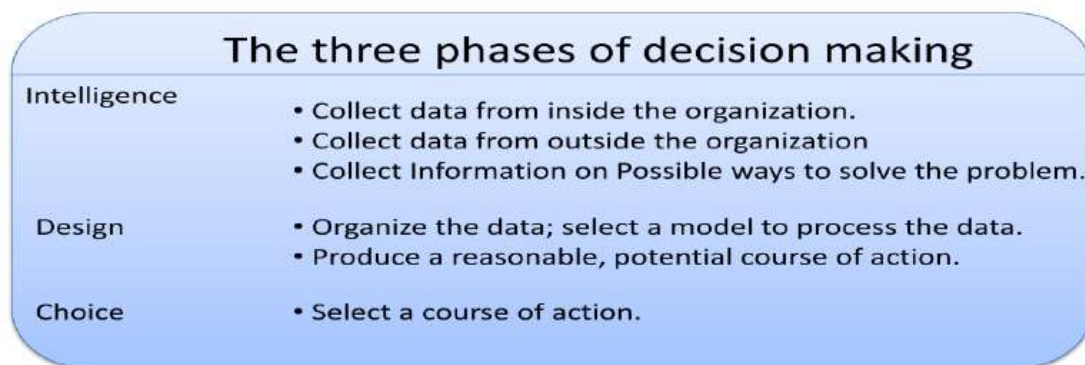 The three phases of decision making
Intelligence
• Collect data from inside the organization.
• Collect data from outside the organization
• Collect Information on Possible ways to solve the problem.
Design
• Organize the data; select a model to process the data.
• Produce a reasonable, potential course of action.
Choice
• Select a course of action.